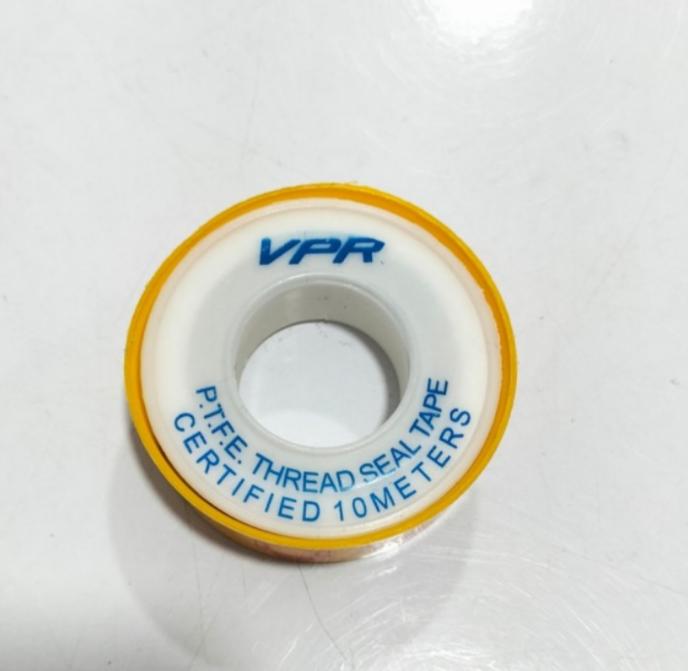 VPR
P.T.F.E. THREAD SEAL TAPE
CERTIFIED 10METERS